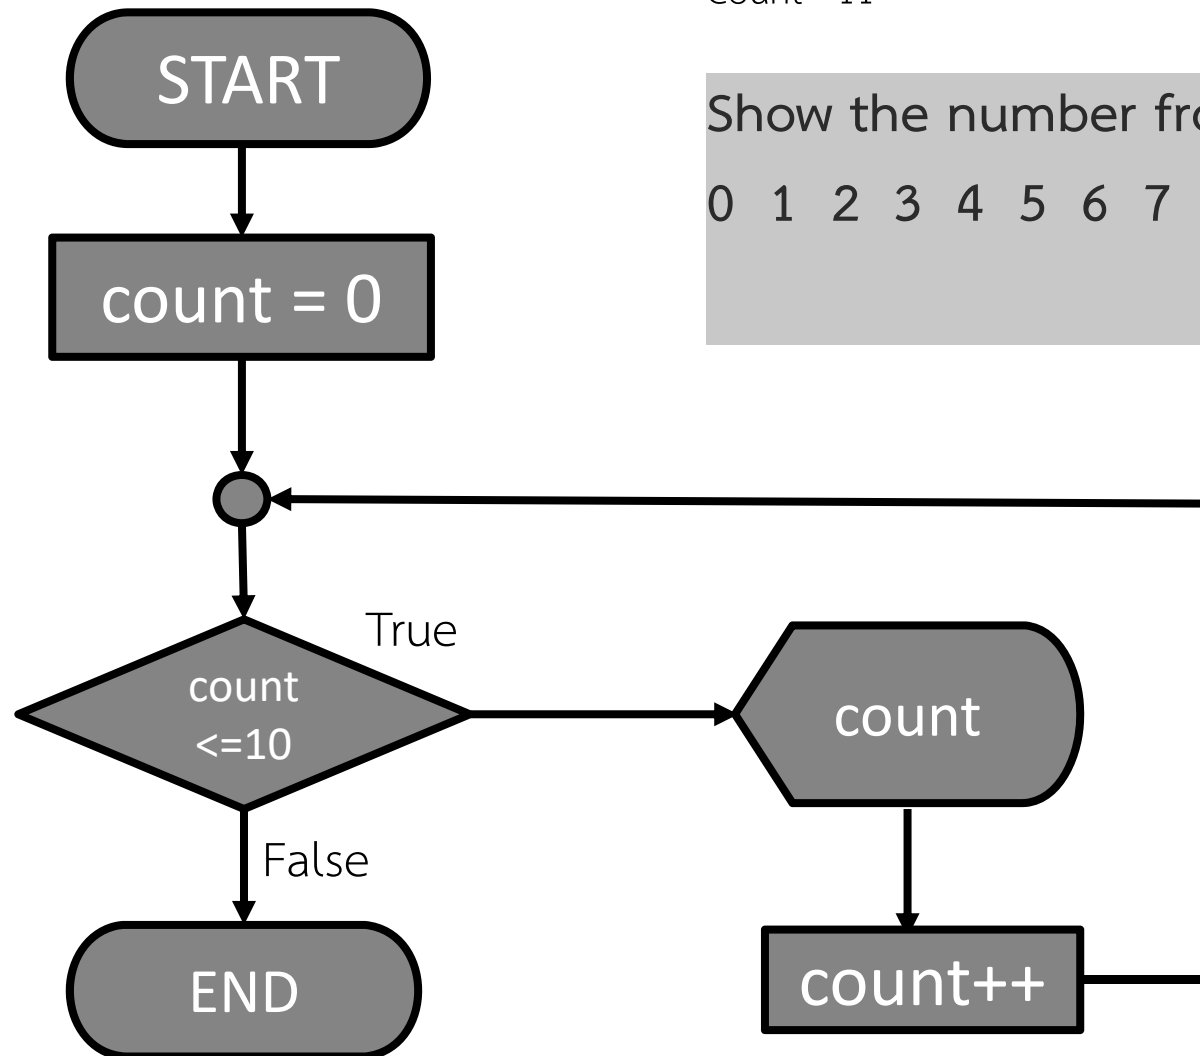 START
Show the number
0 1 2 3 4 5 6 7
count = 0
True
count
<=10
count
False
END
count++